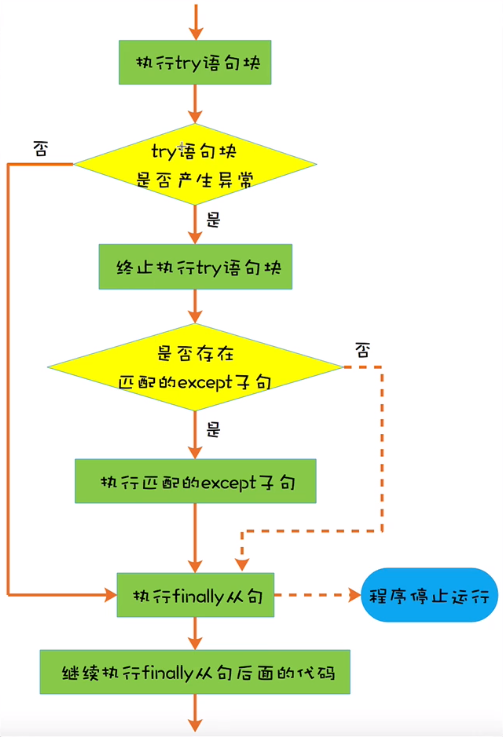 执行try语句块
try语句块
是否产生异常
否
是
终止执行try语句块
是否存在
匹配的except子句
否
是
执行匹配的except子句
执行finally从句
程序停止运行
继续执行finally从句后面的代码